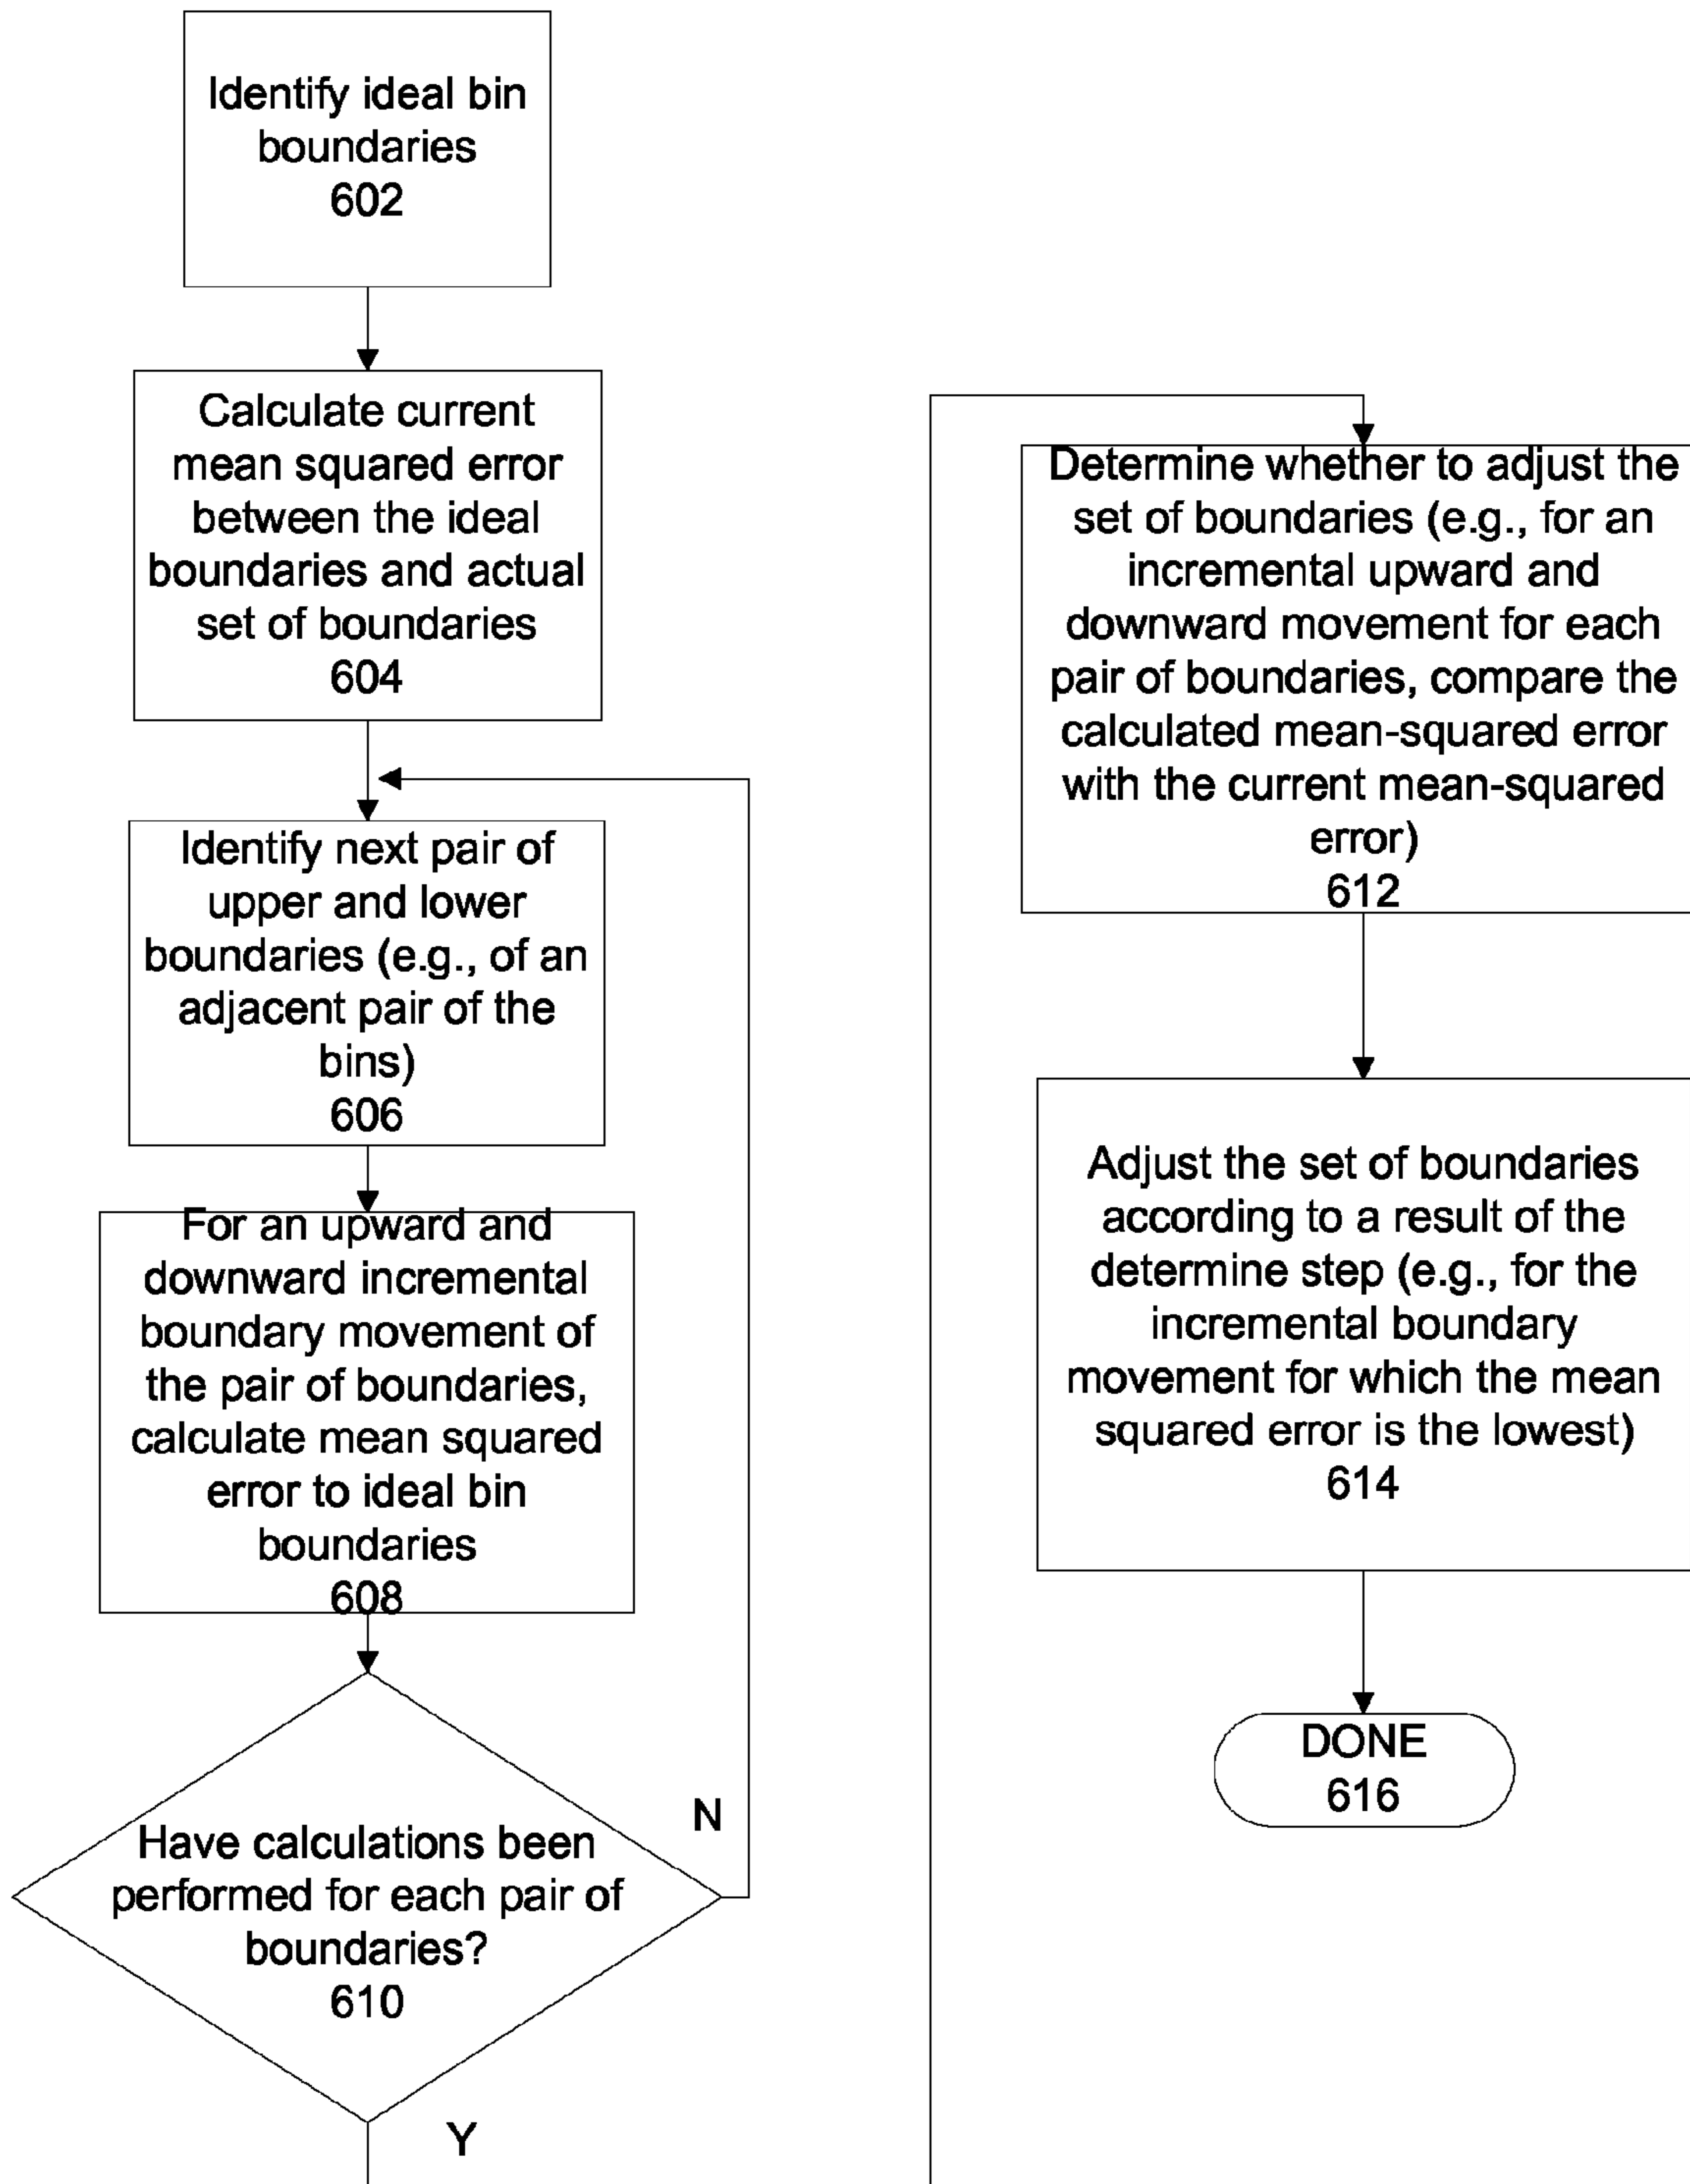 Identify ideal bin
boundaries
602
Calculate current
mean squared error
between the ideal
boundaries and actual
set of boundaries
604
Identify next pair of
upper and lower
boundaries (e.g., of an
adjacent pair of the
bins)
606
For an upward and
downward incremental
boundary movement of
the pair of boundaries,
calculate mean squared
error to ideal bin
boundaries
608
N
Have calculations been
performed for each pair of
boundaries?
610
Y
Determine whether to adjust the
set of boundaries (e.g., for an
incremental upward and
downward movement for each
pair of boundaries, compare the
calculated mean-squared error
with the current mean-squared
error)
612
Adjust the set of boundaries
according to a result of the
determine step (e.g., for the
incremental boundary
movement for which the mean
squared error is the lowest)
614
DONE
616